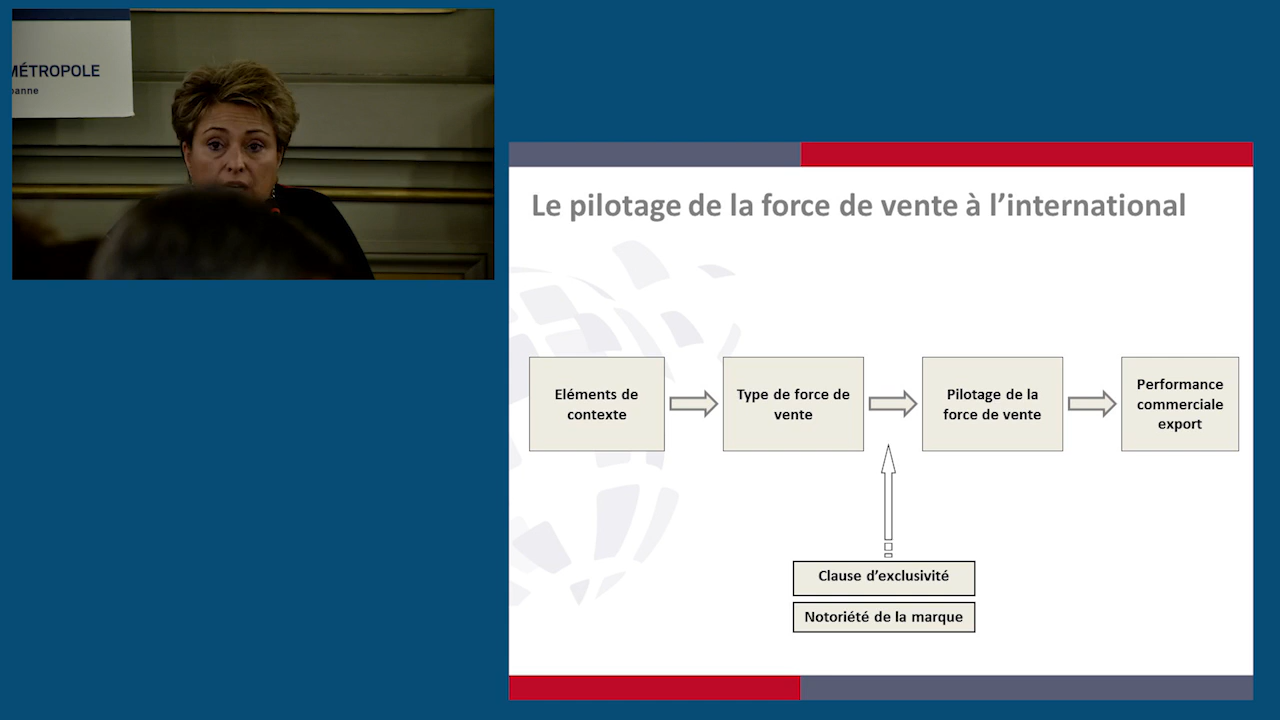 MÉTROPOLE
Le pilotage de la force de vente à l’international
Eléments de
contexte
Type de force de
vente
Pilotage de la
force de vente
Performance
commerciale
export
Clause d’exclusivité
Notoriété de la marque